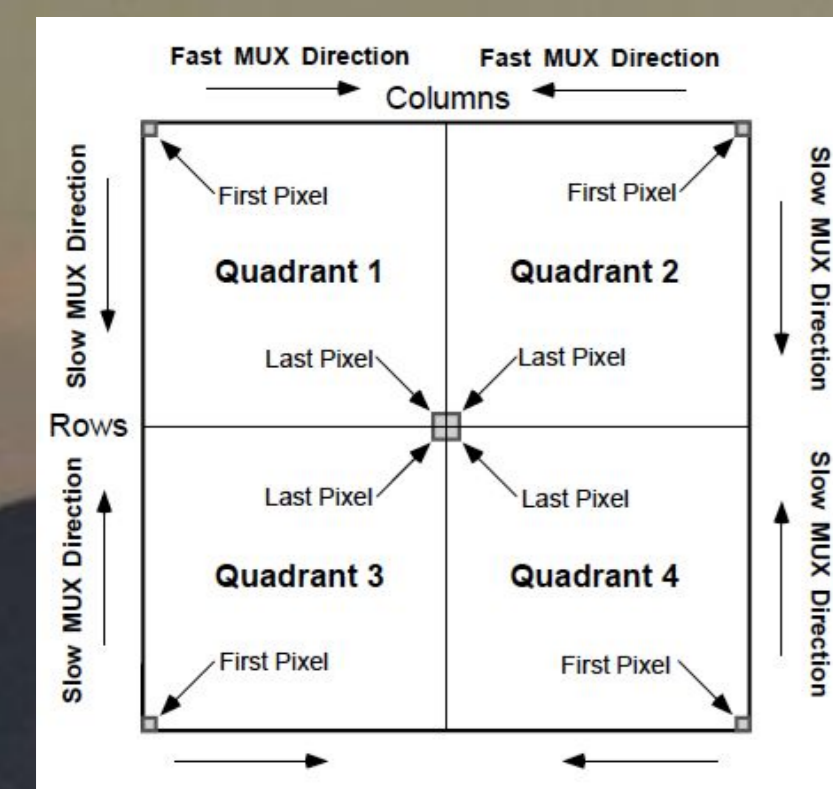 Fast MUX Direction
Fast MUX Direction
Columns
Slow MUX Direction
Slow MUX Direction
First Pixel
First Pixel
Quadrant 1
Quadrant 2
Last Pixel
Last Pixel
Rows
Slow MUX Direction
Slow MUX Direction
Last Pixel
Last Pixel
Quadrant 3
Quadrant 4
First Pixel
First Pixel